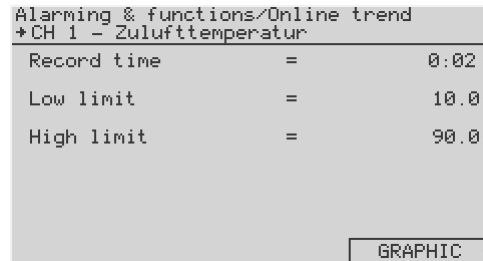 Alarming & functions/Online trend
→CH 1 – Zulufttemperatur
Record time = 0:02
Low limit = 10.0
High limit = 90.0
GRAPHIC